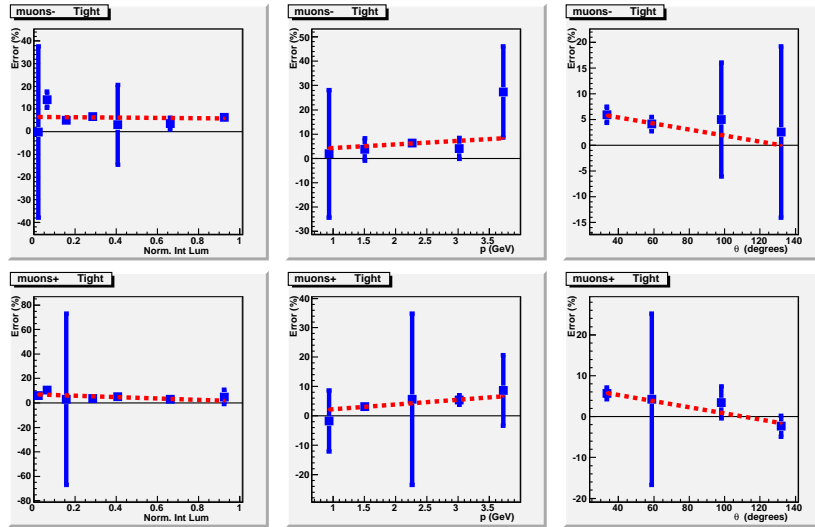 muons- Tight
Error (%)
40
30
20
10
0
-10
-20
-30
-40
0 0.2 0.4 0.6 0.8 1
Norm. Int Lum
muons- Tight
Error (%)
50
40
30
20
10
0
-10
-20
-30
1 1.5 2 2.5 3 3.5
p (GeV)
muons- Tight
Error (%)
20
15
10
5
0
-5
-10
-15
40 60 80 100 120 140
θ (degrees)
muons+ Tight
Error (%)
80
60
40
20
0
-20
-40
-60
-80
0 0.2 0.4 0.6 0.8 1
Norm. Int Lum
muons+ Tight
Error (%)
40
30
20
10
0
-10
-20
1 1.5 2 2.5 3 3.5
p (GeV)
muons+ Tight
Error (%)
20
10
0
-10
-20
40 60 80 100 120 140
θ (degrees)